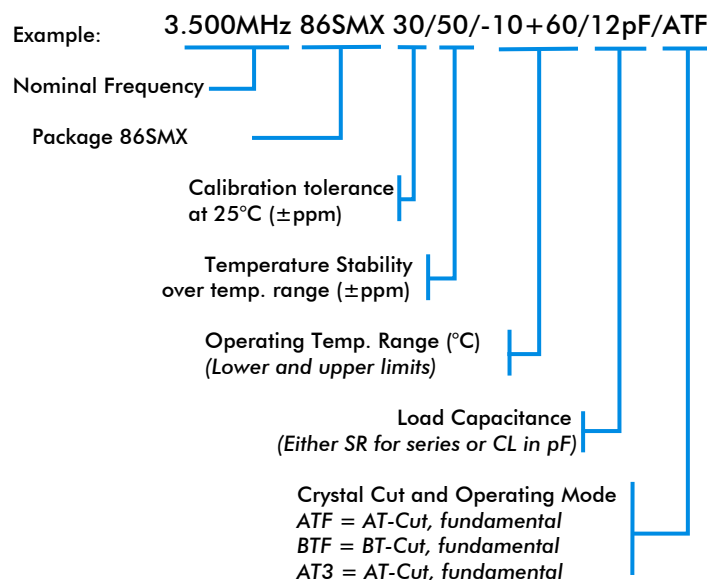 Example: 3.500MHz 86SMX 30/50/-10+60/12pF/ATF
Nominal Frequency
Package 86SMX
Calibration tolerance
at 25°C (±ppm)
Temperature Stability
over temp. range (±ppm)
Operating Temp. Range (°C)
(Lower and upper limits)
Load Capacitance
(Either SR for series or CL in pF)
Crystal Cut and Operating Mode
ATF = AT-Cut, fundamental
BTF = BT-Cut, fundamental
AT3 = AT-Cut, fundamental